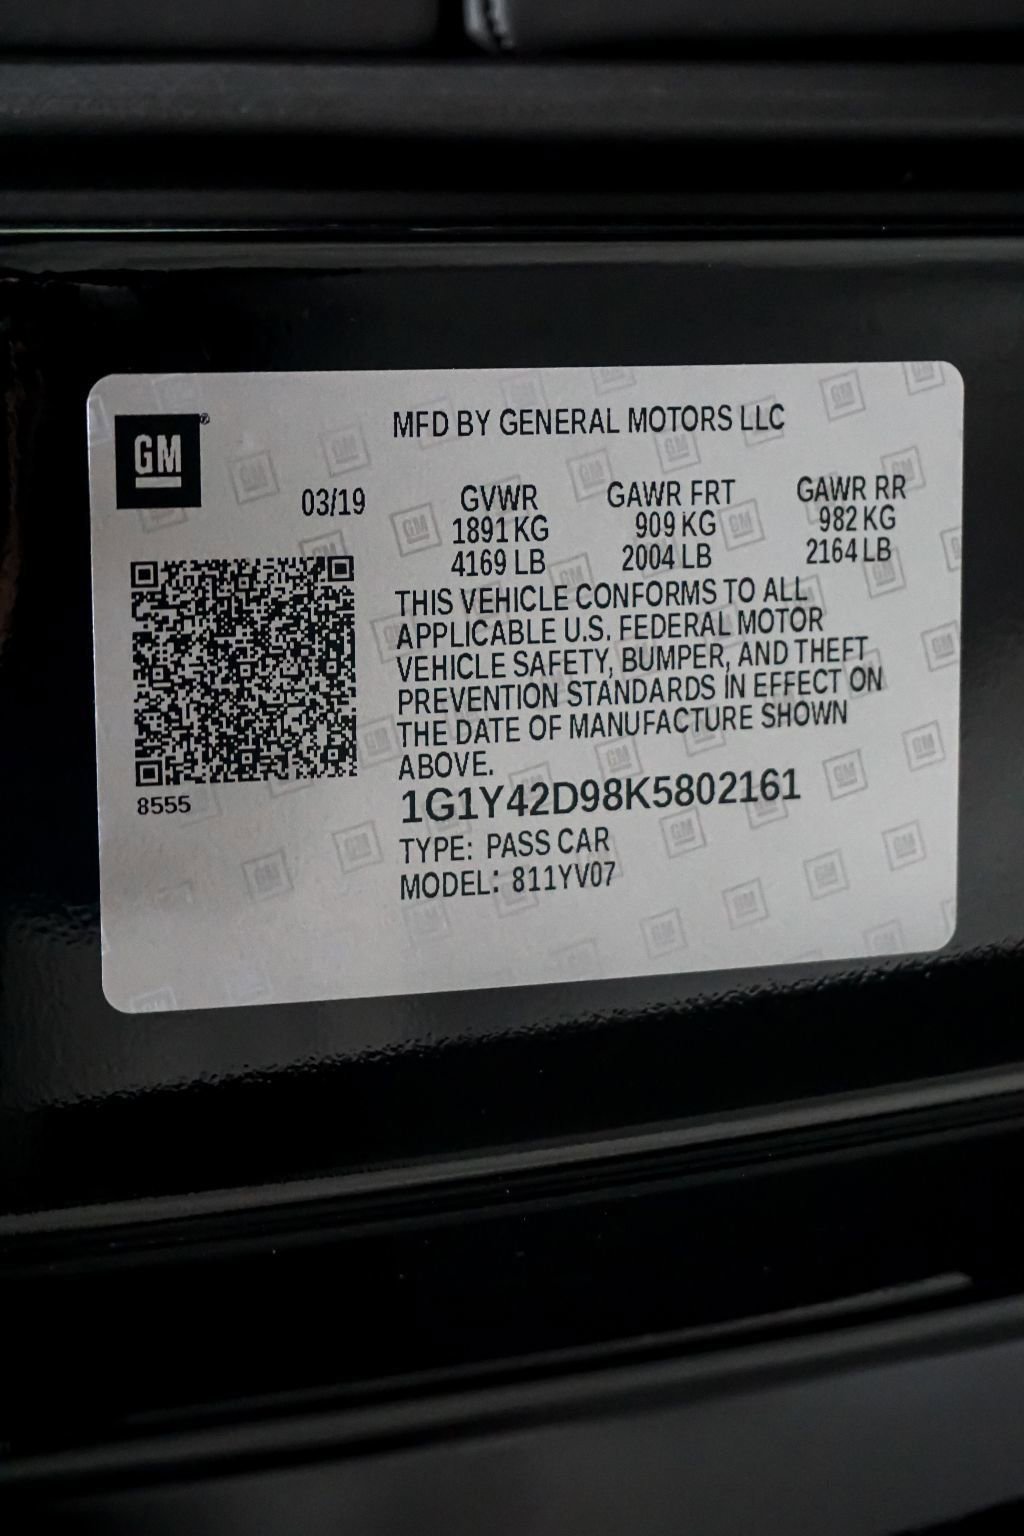 GM
MFD BY GENERAL MOTORS LLC
03/19 GVWR GAWR FRT GAWR RR
1891 KG 909 KG 982 KG
4169 LB 2004 LB 2164 LB
THIS VEHICLE CONFORMS TO ALL
APPLICABLE U.S. FEDERAL MOTOR
VEHICLE SAFETY, BUMPER, AND THEFT
PREVENTION STANDARDS IN EFFECT ON
THE DATE OF MANUFACTURE SHOWN
ABOVE.
8555
1G1Y42D98K5802161
TYPE: PASS CAR
MODEL: 811YV07